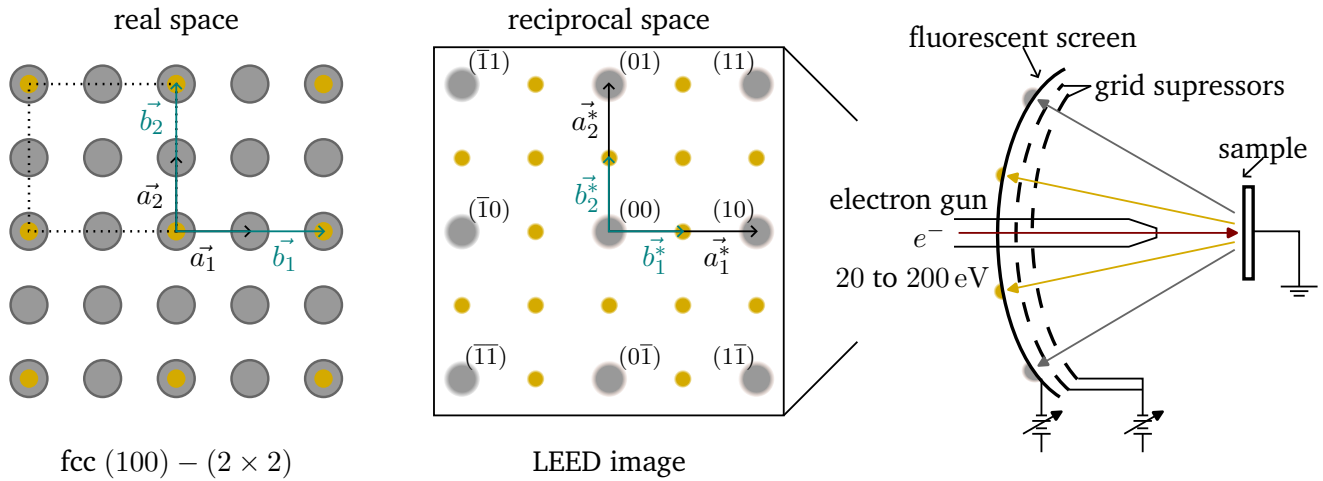 real space
reciprocal space
fluorescent screen
grid supressors
sample
electron gun
e⁻
20 to 200 eV
(1̅1)
(01)
(11)
(1̅0)
(00)
(10)
(1̅1̅)
(01̅)
(11̅)
b⃗₂
a⃗₂
a⃗₁
b⃗₁
a⃗₂*
b⃗₂*
b⃗₁*
a⃗₁*
fcc (100) − (2 × 2)
LEED image